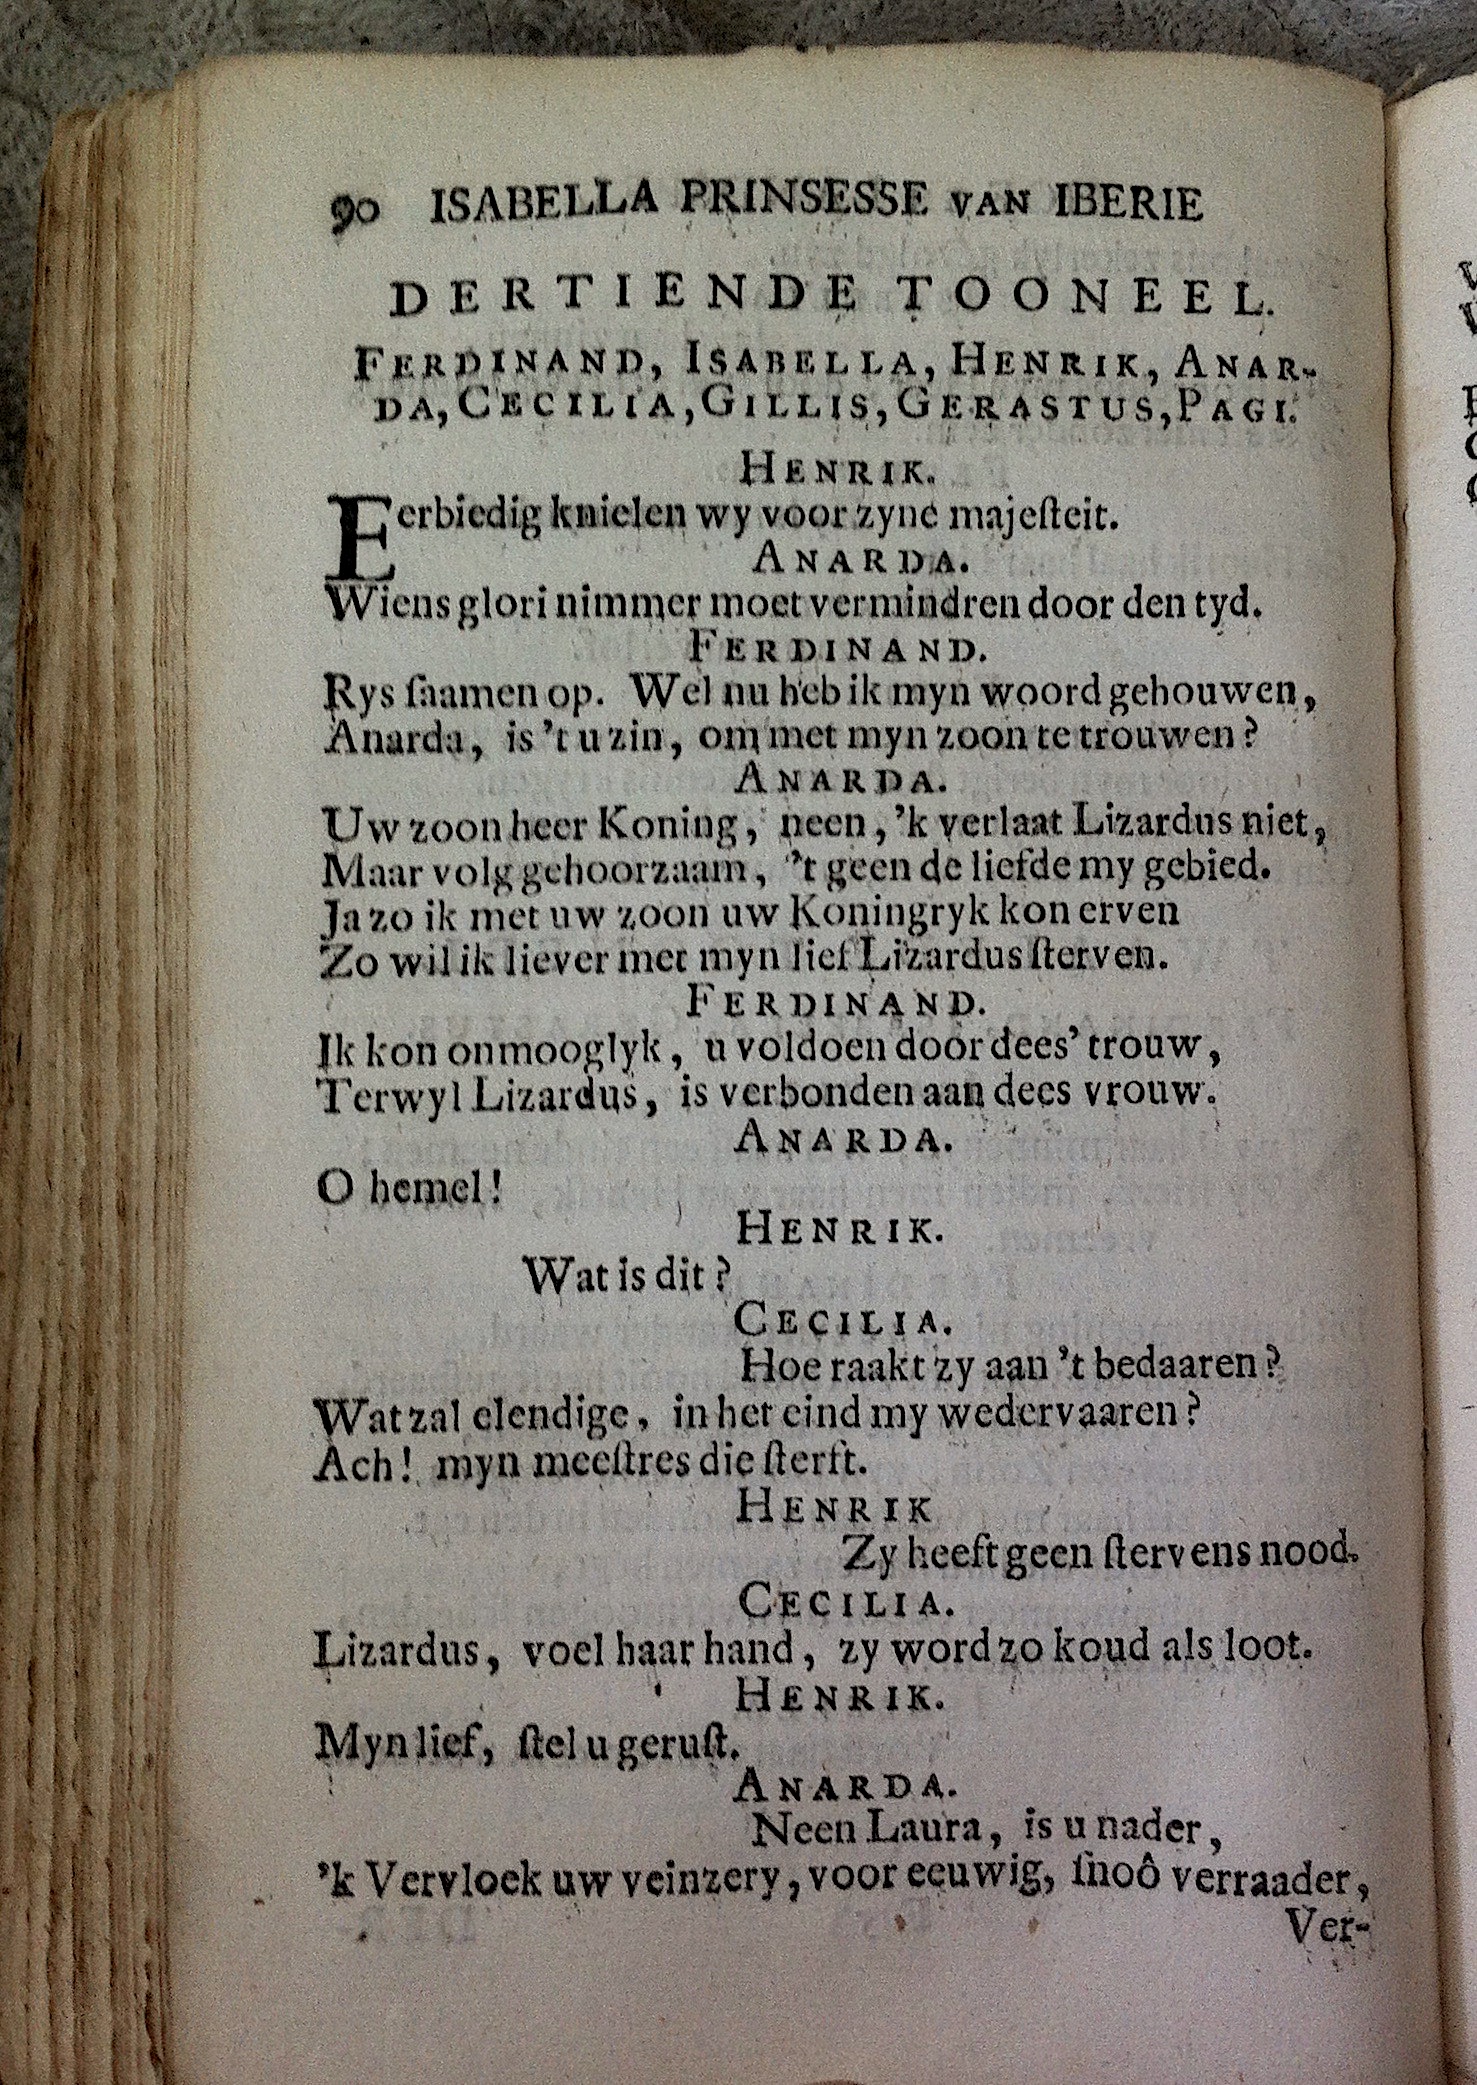 90 ISABELLA PRINSESSE VAN IBERIE
DERTIENDE TOONEEL.
FERDINAND, ISABELLA, HENRIK, ANAR-
DA, CECILIA, GILLIS, GERASTUS, PAGI.
HENRIK.
Eerbiedig knielen wy voor zyne majeſteit.
ANARDA.
Wiens glori nimmer moet vermindren door den tyd.
FERDINAND.
Rys ſaamen op. Wel nu heb ik myn woord gehouwen,
Anarda, is 't u zin, om met myn zoon te trouwen?
ANARDA.
Uw zoon heer Koning, neen, 'k verlaat Lizardus niet,
Maar volg gehoorzaam, 't geen de liefde my gebied.
Ja zo ik met uw zoon uw Koningryk kon erven
Zo wil ik liever met myn lief Lizardus ſterven.
FERDINAND.
Ik kon onmooglyk, u voldoen door dees' trouw,
Terwyl Lizardus, is verbonden aan dees vrouw.
ANARDA.
O hemel!
HENRIK.
Wat is dit?
CECILIA.
Hoe raakt zy aan 't bedaaren?
Wat zal elendige, in het eind my wedervaaren?
Ach! myn meeſtres die ſterft.
HENRIK
Zy heeft geen ſtervens nood.
CECILIA.
Lizardus, voel haar hand, zy word zo koud als loot.
HENRIK.
Myn lief, ſtel u geruſt.
ANARDA.
Neen Laura, is u nader,
'k Vervloek uw veinzery, voor eeuwig, ſnoô verraader,
Ver-